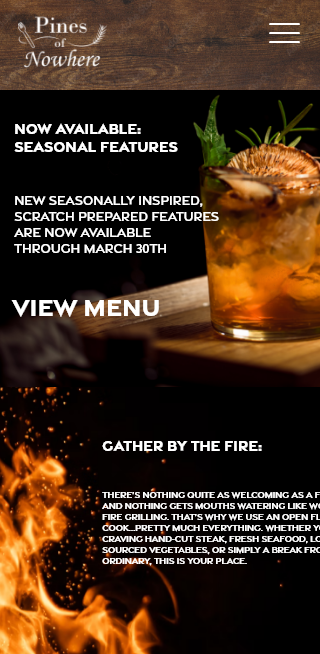 Pines
of
Nowhere
NOW AVAILABLE:
SEASONAL FEATURES
NEW SEASONALLY INSPIRED,
SCRATCH PREPARED FEATURES
ARE NOW AVAILABLE
THROUGH MARCH 30TH
VIEW MENU
GATHER BY THE FIRE:
THERE'S NOTHING QUITE AS WELCOMING AS A
AND NOTHING GETS MOUTHS WATERING LIKE
FIRE GRILLING. THAT'S WHY WE USE AN OPEN
COOK...PRETTY MUCH EVERYTHING. WHETHER
CRAVING HAND-CUT STEAK, FRESH SEAFOOD,
SOURCED VEGETABLES, OR SIMPLY A BREAK
ORDINARY, THIS IS YOUR PLACE.